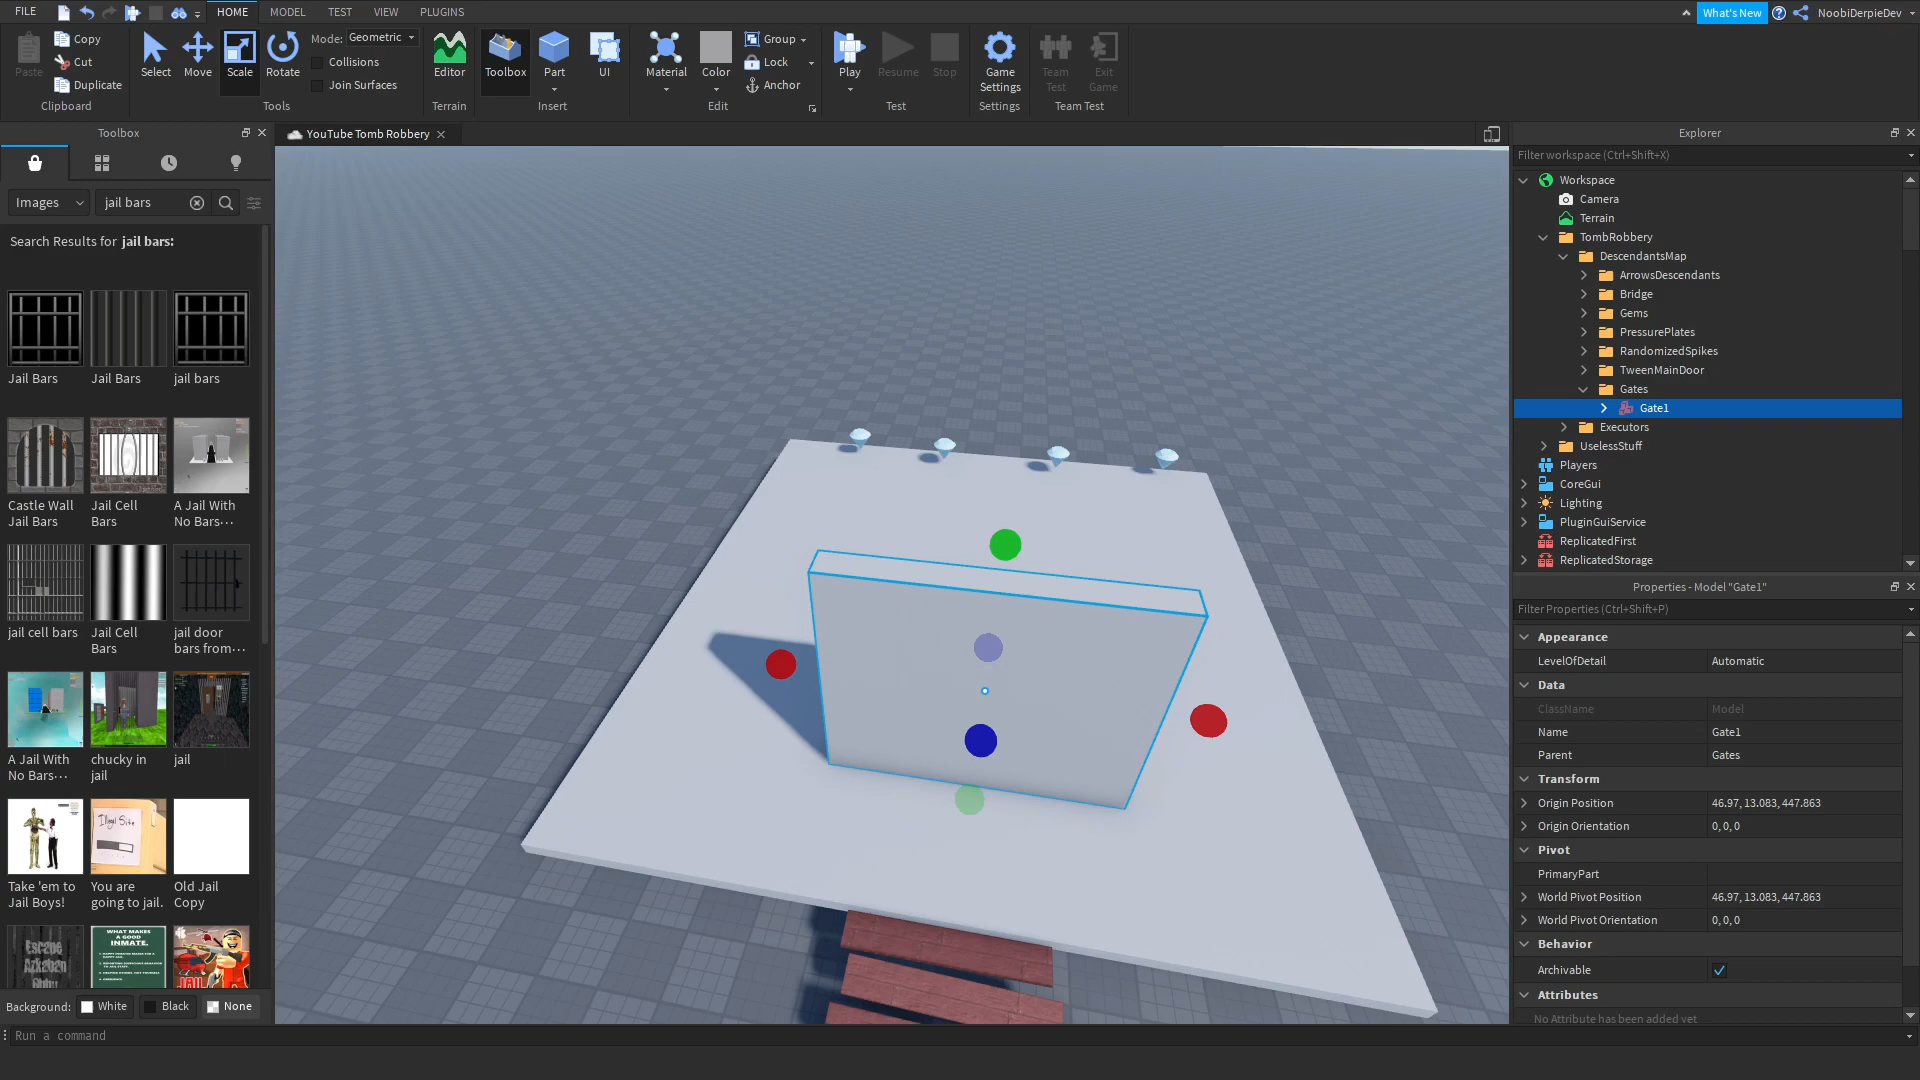 FILE
HOME
MODEL
TEST
VIEW
PLUGINS
What's New
NoobiDerpieDev
Paste
Copy
Cut
Duplicate
Clipboard
Select
Move
Scale
Rotate
Mode: Geometric
Collisions
Join Surfaces
Tools
Editor
Terrain
Toolbox
Part
UI
Insert
Material
Color
Group
Lock
Anchor
Edit
Play
Resume
Stop
Test
Game
Settings
Settings
Team
Test
Exit
Game
Team Test
Toolbox
Images
jail bars
Search Results for jail bars:
Jail Bars
Jail Bars
jail bars
Castle Wall
Jail Bars
Jail Cell
Bars
A Jail With
No Bars···
jail cell bars
Jail Cell
Bars
jail door
bars from···
A Jail With
No Bars···
chucky in
jail
jail
Illegal Site
Take 'em to
Jail Boys!
You are
going to jail.
Old Jail
Copy
Escape
Azkaban
Obby
WHAT MAKES
A GOOD
INMATE.
JAIL
Background:
White
Black
None
Run a command
YouTube Tomb Robbery
Explorer
Filter workspace (Ctrl+Shift+X)
Workspace
Camera
Terrain
TombRobbery
DescendantsMap
ArrowsDescendants
Bridge
Gems
PressurePlates
RandomizedSpikes
TweenMainDoor
Gates
Gate1
Executors
UselessStuff
Players
CoreGui
Lighting
PluginGuiService
ReplicatedFirst
ReplicatedStorage
Properties - Model "Gate1"
Filter Properties (Ctrl+Shift+P)
Appearance
LevelOfDetail Automatic
Data
ClassName Model
Name Gate1
Parent Gates
Transform
Origin Position 46.97, 13.083, 447.863
Origin Orientation 0, 0, 0
Pivot
PrimaryPart
World Pivot Position 46.97, 13.083, 447.863
World Pivot Orientation 0, 0, 0
Behavior
Archivable
Attributes
No Attribute has been added yet